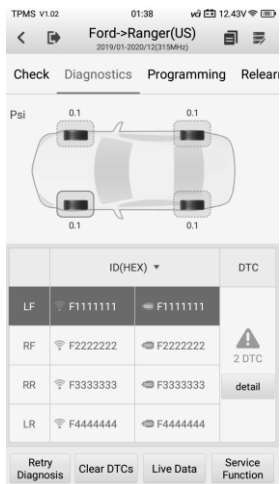 TPMS V1.02 01:38 12.43V
Ford->Ranger(US)
2019/01-2020/12(315MHz)
Check Diagnostics Programming Relear
Psi 0.1 0.1
0.1 0.1
ID(HEX) DTC
LF F1111111 F1111111
RF F2222222 F2222222
2 DTC
RR F3333333 F3333333 detail
LR F4444444 F4444444
Retry Diagnosis Clear DTCs Live Data Service Function